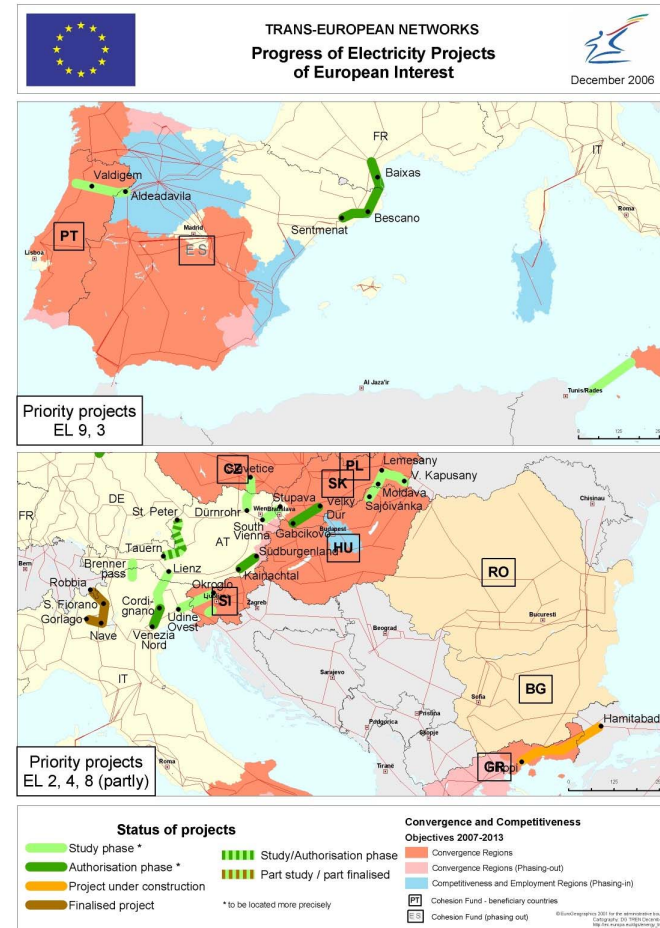 TRANS-EUROPEAN NETWORKS
Progress of Electricity Projects
of European Interest
December 2006
FR
IT
Valdigem
Aldeadavila
Baixas
Bescano
Sentmenat
PT
Madrid
ES
Lisboa
Roma
Al Jaza'ir
Tunis/Rades
0
125
Priority projects
EL 9, 3
CZ
PL
Lemesany
V. Kapusany
SK
Moldava
Sajóivánka
Stupava
Velky
Dur
DE
St. Peter
Dürnrohr
Wien
Bratislava
South
Vienna
Gabcikovo
Budapest
HU
Chisinau
FR
AT
Tauern
Südburgenland
Kainachtal
Brenner
pass
Lienz
Bern
Robbia
Okroglo
SI
Zagreb
S. Fiorano
Cordi-
gnano
Udine
Ovest
Gorlago
Nave
Venezia
Nord
RO
Bucuresti
Beograd
IT
Sarajevo
Sofia
BG
Pristina
Podgorica
Skopje
Hamitabad
Tiranë
GR
Roma
0
125
Priority projects
EL 2, 4, 8 (partly)
Status of projects
Study phase *
Authorisation phase *
Project under construction
Finalised project
Study/Authorisation phase
Part study / part finalised
* to be located more precisely
Convergence and Competitiveness
Objectives 2007-2013
Convergence Regions
Convergence Regions (Phasing-out)
Competitiveness and Employment Regions (Phasing-in)
PT Cohesion Fund - beneficiary countries
ES Cohesion Fund (phasing out)